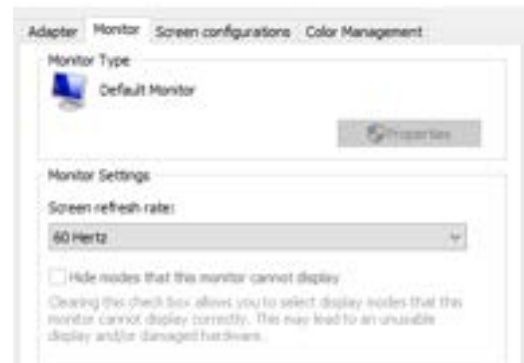 Adapter Monitor Screen configurations Color Management
Monitor Type
Default Monitor
Properties
Monitor Settings
Screen refresh rate:
60 Hertz
Hide modes that this monitor cannot display
Clearing this check box allows you to select display modes that this
monitor cannot display correctly. This may lead to an unusable
display and/or damaged hardware.